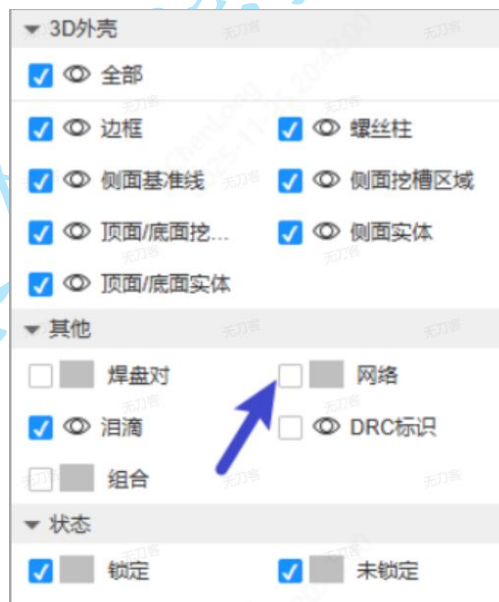 3D外壳
全部
边框 螺丝柱
侧面基准线 侧面挖槽区域
顶面/底面挖... 侧面实体
顶面/底面实体
其他
焊盘对 网络
泪滴 DRC标识
组合
状态
锁定 未锁定